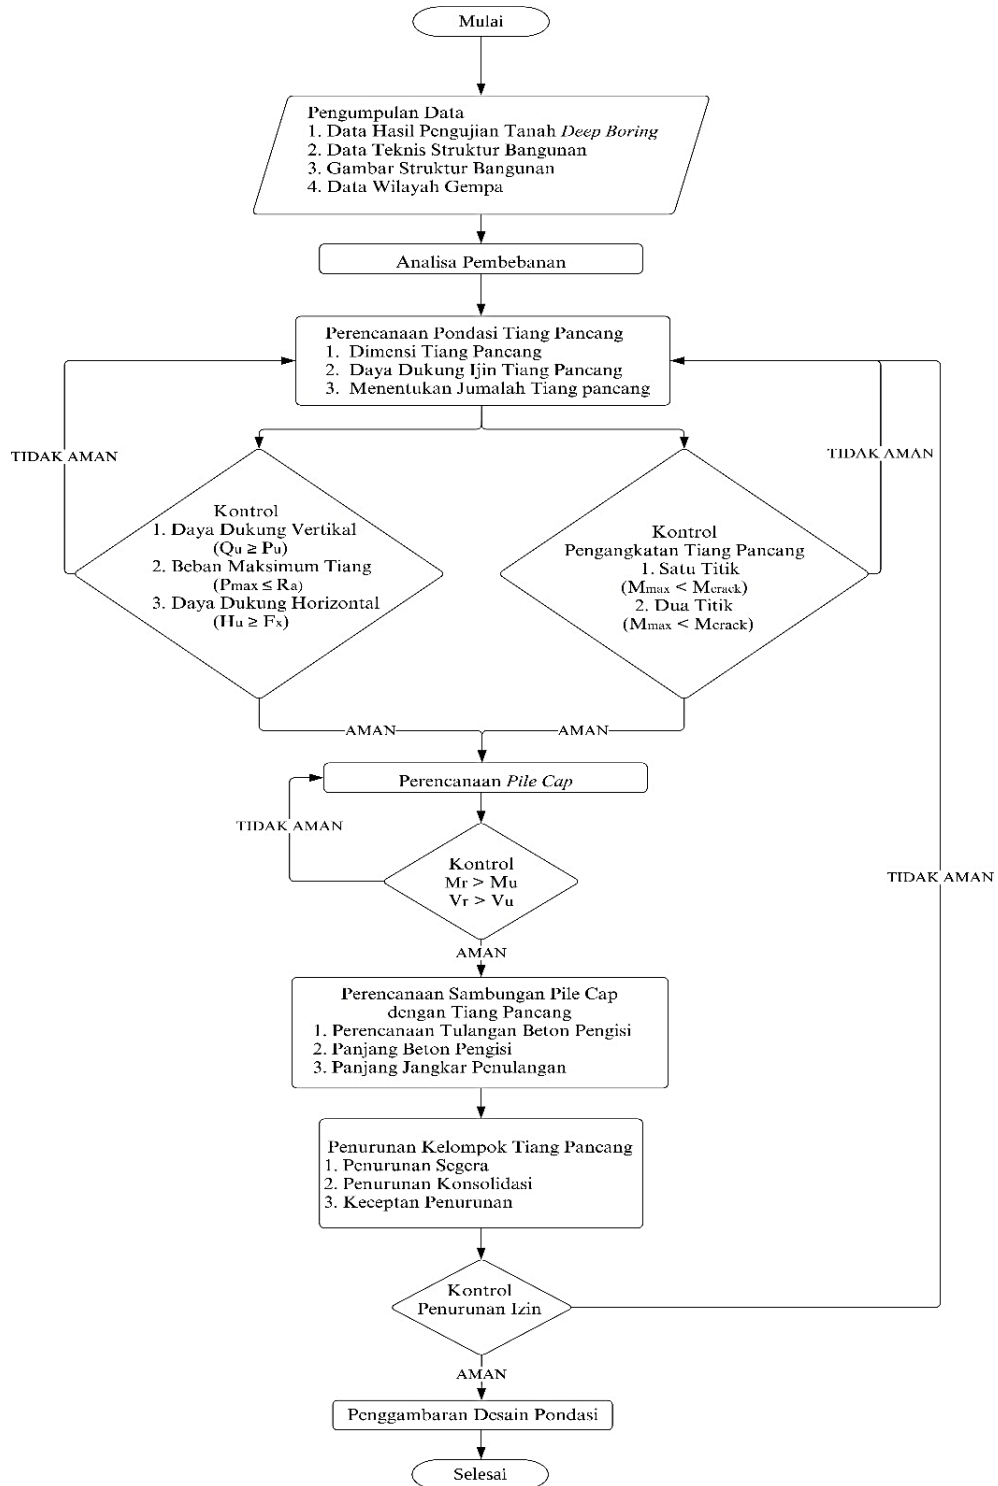 Mulai
Pengumpulan Data
1. Data Hasil Pengujian Tanah Deep Boring
2. Data Teknis Struktur Bangunan
3. Gambar Struktur Bangunan
4. Data Wilayah Gempa
Analisa Pembebanan
Perencanaan Pondasi Tiang Pancang
1. Dimensi Tiang Pancang
2. Daya Dukung Ijin Tiang Pancang
3. Menentukan Jumalah Tiang pancang
TIDAK AMAN
TIDAK AMAN
Kontrol
1. Daya Dukung Vertikal
(Qu ≥ Pu)
2. Beban Maksimum Tiang
(Pmax ≤ Ra)
3. Daya Dukung Horizontal
(Hu ≥ Fx)
Kontrol
Pengangkatan Tiang Pancang
1. Satu Titik
(Mmax < Mcrack)
2. Dua Titik
(Mmax < Mcrack)
AMAN
AMAN
Perencanaan Pile Cap
TIDAK AMAN
Kontrol
Mr > Mu
Vr > Vu
TIDAK AMAN
AMAN
Perencanaan Sambungan Pile Cap
dengan Tiang Pancang
1. Perencanaan Tulangan Beton Pengisi
2. Panjang Beton Pengisi
3. Panjang Jangkar Penulangan
Penurunan Kelompok Tiang Pancang
1. Penurunan Segera
2. Penurunan Konsolidasi
3. Keceptan Penurunan
Kontrol
Penurunan Izin
AMAN
Penggambaran Desain Pondasi
Selesai